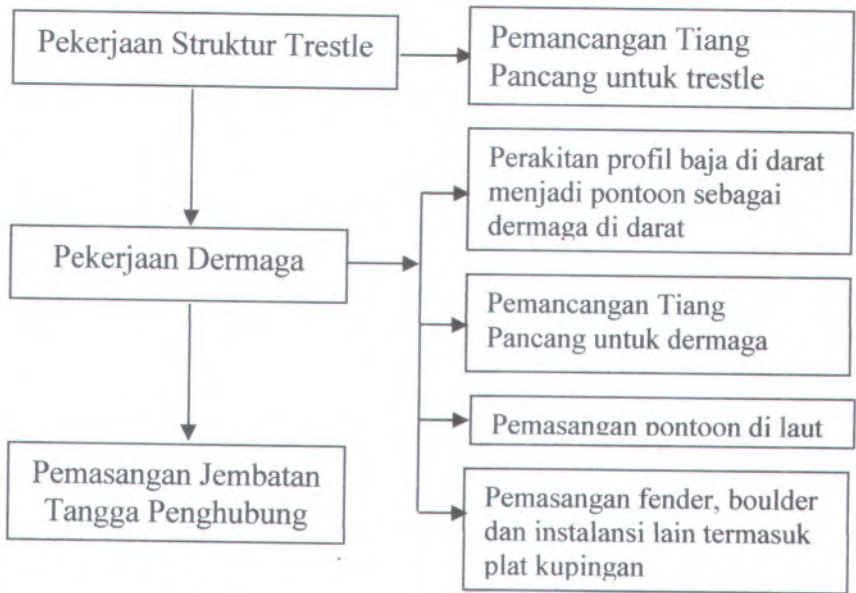 Pekerjaan Struktur Trestle
Pemancangan Tiang
Pancang untuk trestle
Perakitan profil baja di darat
menjadi pontoon sebagai
dermaga di darat
Pekerjaan Dermaga
Pemancangan Tiang
Pancang untuk dermaga
Pemasangan pontoon di laut
Pemasangan Jembatan
Tangga Penghubung
Pemasangan fender, boulder
dan instalansi lain termasuk
plat kupingan